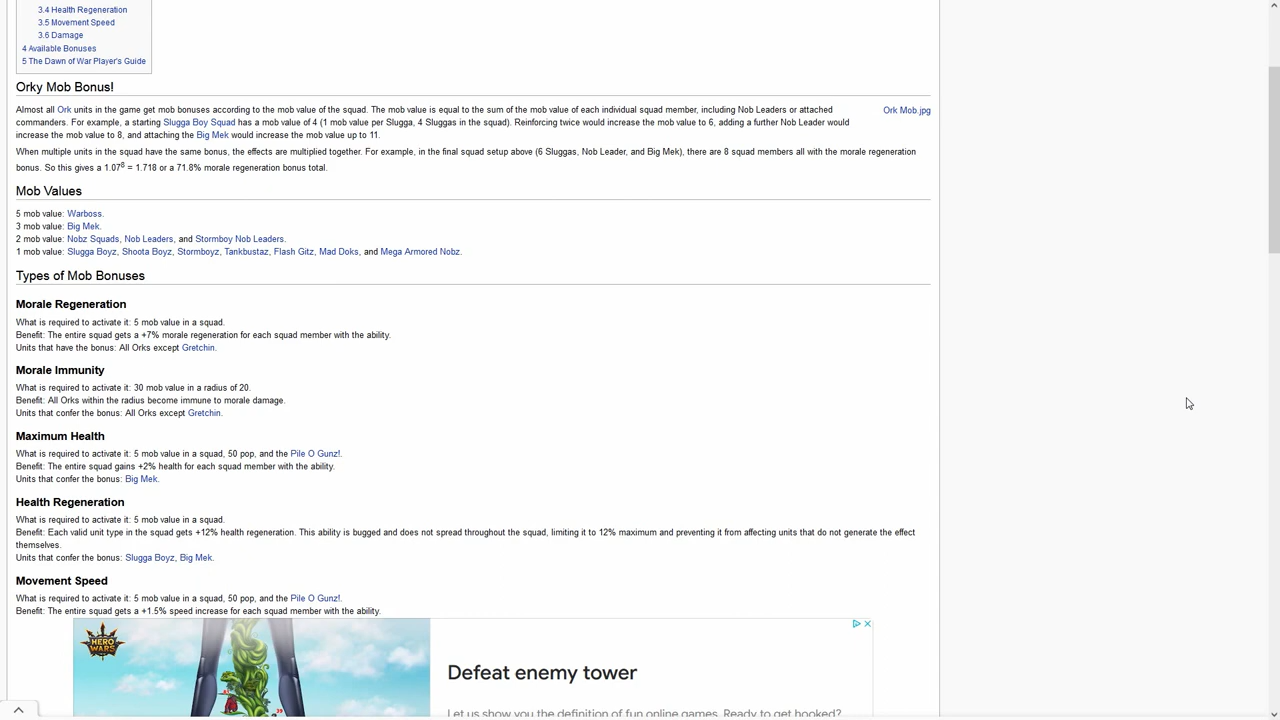 3.4 Health Regeneration
3.5 Movement Speed
3.6 Damage
4 Available Bonuses
5 The Dawn of War Player's Guide
Orky Mob Bonus!
Almost all Ork units in the game get mob bonuses according to the mob value of the squad. The mob value is equal to the sum of the mob value of each individual squad member, including Nob Leaders or attached
commanders. For example, a starting Slugga Boy Squad has a mob value of 4 (1 mob value per Slugga, 4 Sluggas in the squad). Reinforcing twice would increase the mob value to 6, adding a further Nob Leader would
increase the mob value to 8, and attaching the Big Mek would increase the mob value up to 11.
Ork Mob.jpg
When multiple units in the squad have the same bonus, the effects are multiplied together. For example, in the final squad setup above (6 Sluggas, Nob Leader, and Big Mek), there are 8 squad members all with the morale regeneration
bonus. So this gives a 1.07⁸ = 1.718 or a 71.8% morale regeneration bonus total.
Mob Values
5 mob value: Warboss.
3 mob value: Big Mek.
2 mob value: Nobz Squads, Nob Leaders, and Stormboy Nob Leaders.
1 mob value: Slugga Boyz, Shoota Boyz, Stormboyz, Tankbustaz, Flash Gitz, Mad Doks, and Mega Armored Nobz.
Types of Mob Bonuses
Morale Regeneration
What is required to activate it: 5 mob value in a squad.
Benefit: The entire squad gets a +7% morale regeneration for each squad member with the ability.
Units that have the bonus: All Orks except Gretchin.
Morale Immunity
What is required to activate it: 30 mob value in a radius of 20.
Benefit: All Orks within the radius become immune to morale damage.
Units that confer the bonus: All Orks except Gretchin.
Maximum Health
What is required to activate it: 5 mob value in a squad, 50 pop, and the Pile O Gunz!.
Benefit: The entire squad gains +2% health for each squad member with the ability.
Units that confer the bonus: Big Mek.
Health Regeneration
What is required to activate it: 5 mob value in a squad.
Benefit: Each valid unit type in the squad gets +12% health regeneration. This ability is bugged and does not spread throughout the squad, limiting it to 12% maximum and preventing it from affecting units that do not generate the effect
themselves.
Units that confer the bonus: Slugga Boyz, Big Mek.
Movement Speed
What is required to activate it: 5 mob value in a squad, 50 pop, and the Pile O Gunz!.
Benefit: The entire squad gets a +1.5% speed increase for each squad member with the ability.
HERO
WARS
Defeat enemy tower
Let us show you the definition of fun online games. Ready to get hooked?